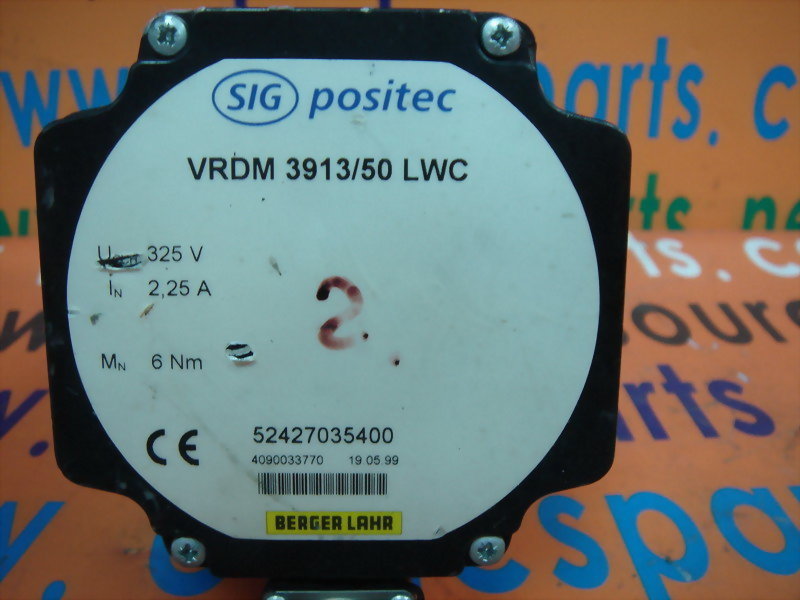 SIG positec
VRDM 3913/50 LWC
325 V
IN 2,25 A
MN 6 Nm
2
CE
52427035400
4090033770 19 05 99
BERGER LAHR